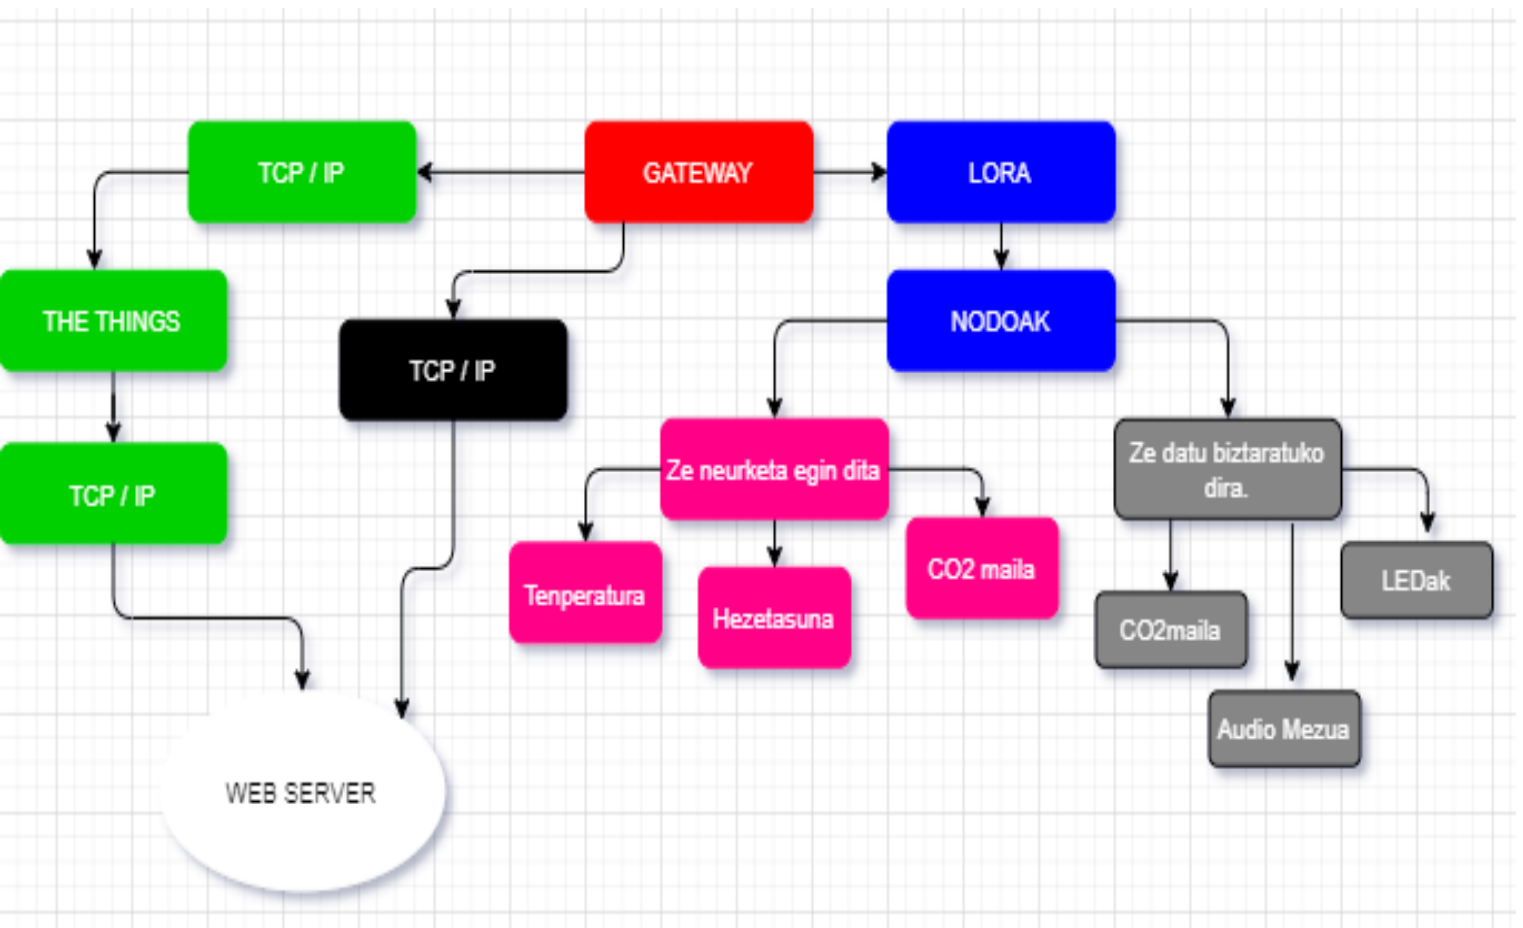 TCP / IP
GATEWAY
LORA
THE THINGS
NODOAK
TCP / IP
TCP / IP
Ze neurketa egin dita
Ze datu biztaratuko
dira.
Tenperatura
Hezetasuna
CO2 maila
CO2maila
LEDak
Audio Mezua
WEB SERVER